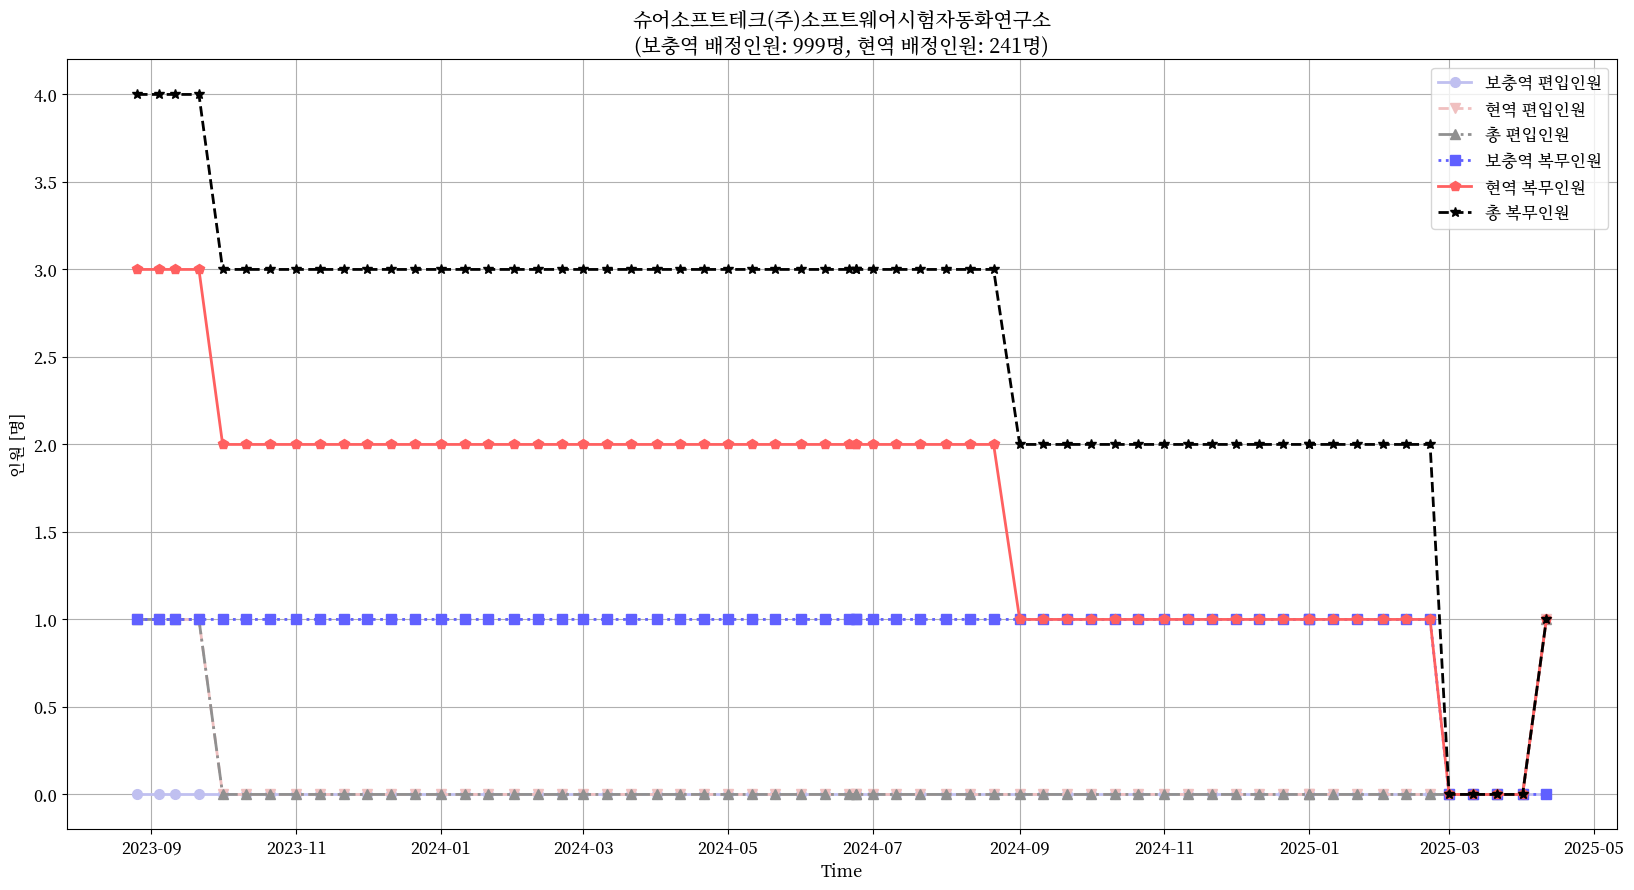 슈어소프트테크(주)소프트웨어시험자동화연구소
(보충역 배정인원: 999명, 현역 배정인원: 241명)
보충역 편입인원
현역 편입인원
총 편입인원
보충역 복무인원
현역 복무인원
총 복무인원
4.0
3.5
3.0
2.5
2.0
1.5
1.0
0.5
0.0
인원 [명]
2023-09
2023-11
2024-01
2024-03
2024-05
2024-07
2024-09
2024-11
2025-01
2025-03
2025-05
Time